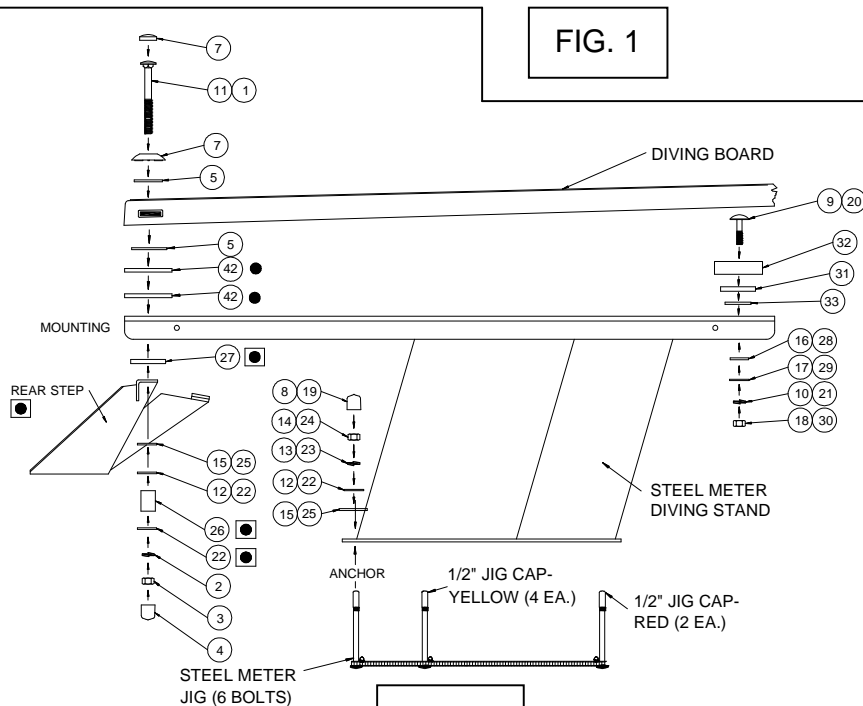 FIG. 1
7
11 1
7
5
DIVING BOARD
9 20
5
32
42
31
42
33
MOUNTING
27
16 28
REAR STEP
8 19
17 29
14 24
10 21
13 23
18 30
15 25
12 22
12 22
15 25
STEEL METER
DIVING STAND
26
22
2
ANCHOR
1/2" JIG CAP-
YELLOW (4 EA.)
3
1/2" JIG CAP-
RED (2 EA.)
4
STEEL METER
JIG (6 BOLTS)